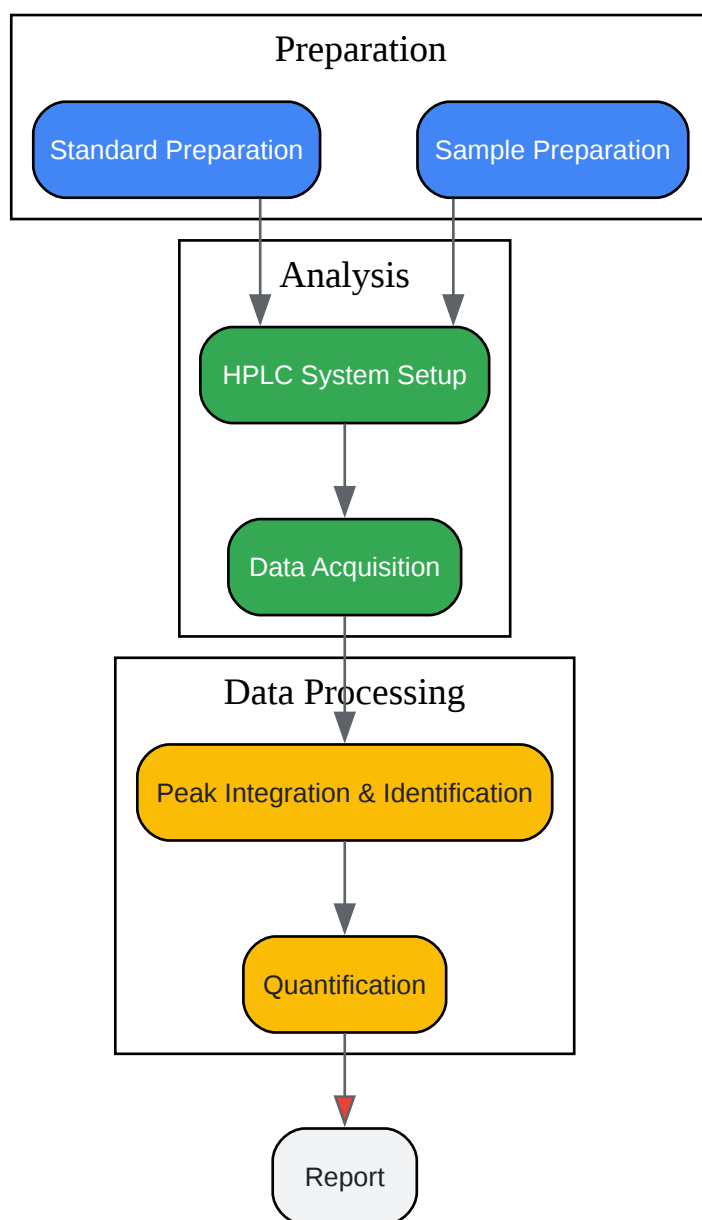 Preparation
Standard Preparation
Sample Preparation
Analysis
HPLC System Setup
Data Acquisition
Data Processing
Peak Integration & Identification
Quantification
Report